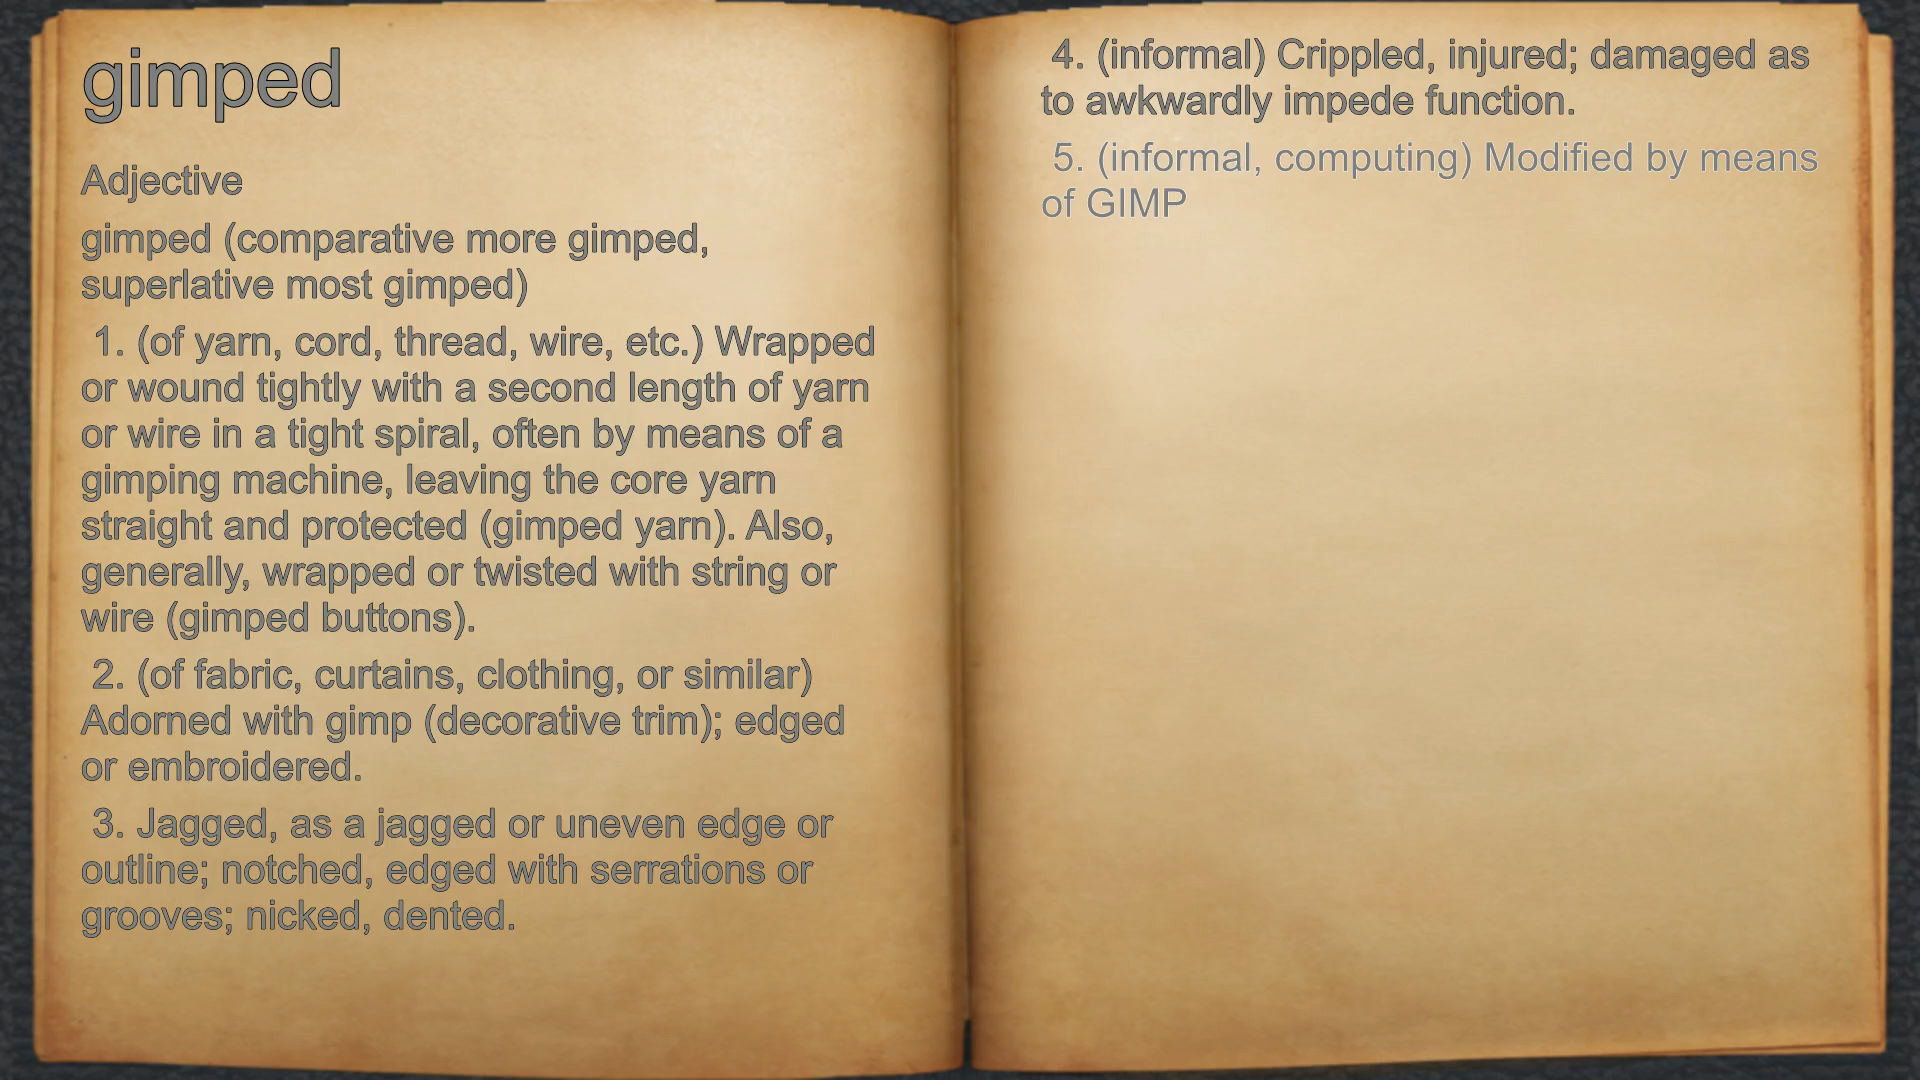 gimped
Adjective
gimped (comparative more gimped,
superlative most gimped)
1. (of yarn, cord, thread, wire, etc.) Wrapped
or wound tightly with a second length of yarn
or wire in a tight spiral, often by means of a
gimping machine, leaving the core yarn
straight and protected (gimped yarn). Also,
generally, wrapped or twisted with string or
wire (gimped buttons).
2. (of fabric, curtains, clothing, or similar)
Adorned with gimp (decorative trim); edged
or embroidered.
3. Jagged, as a jagged or uneven edge or
outline; notched, edged with serrations or
grooves; nicked, dented.
4. (informal) Crippled, injured; damaged as
to awkwardly impede function.
5. (informal, computing) Modified by means
of GIMP